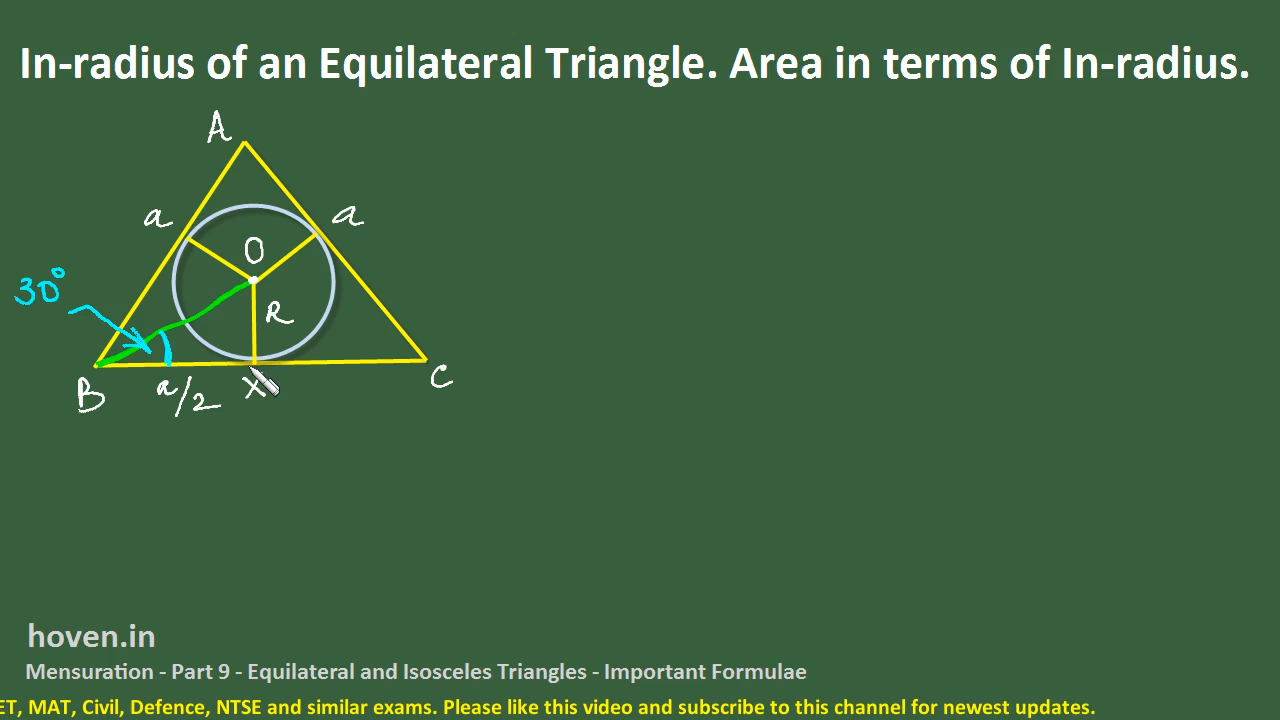 In-radius of an Equilateral Triangle. Area in terms of In-radius.
A
a
a
O
30°
R
B
a/2
X
C
hoven.in
Mensuration - Part 9 - Equilateral and Isosceles Triangles - Important Formulae
ET, MAT, Civil, Defence, NTSE and similar exams. Please like this video and subscribe to this channel for newest updates.